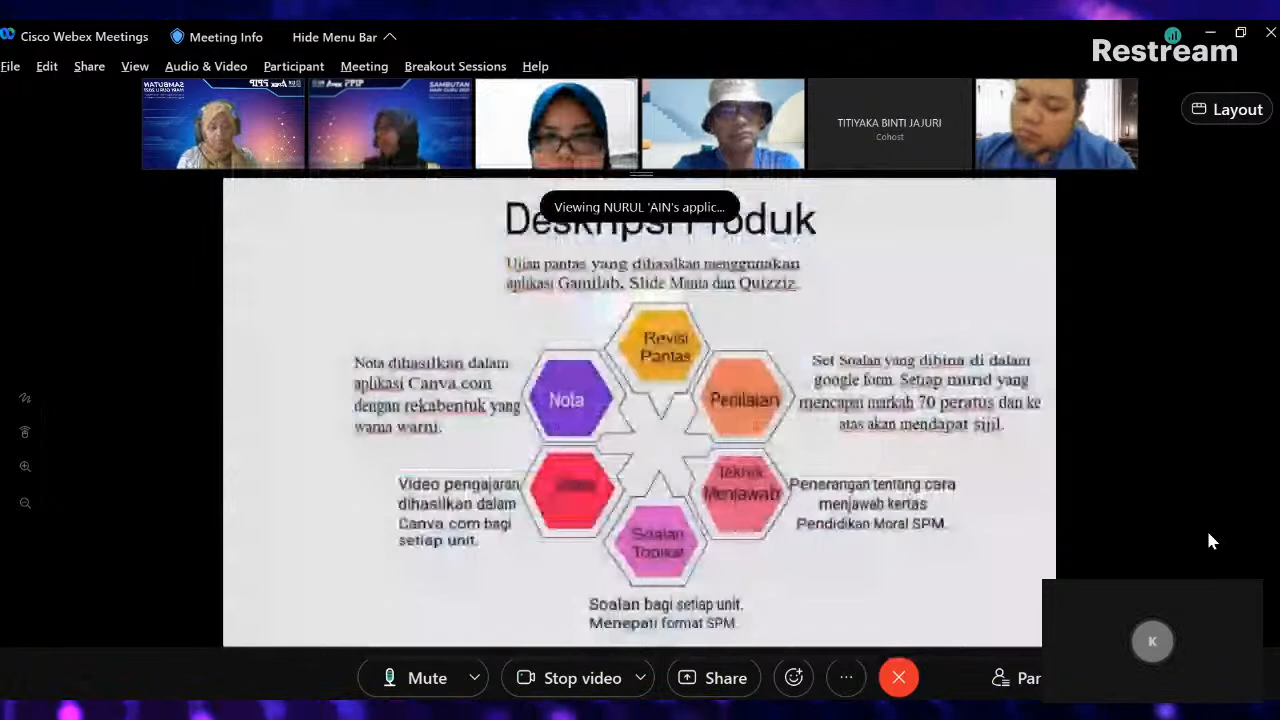 Cisco Webex Meetings
Meeting Info
Hide Menu Bar
Restream
File Edit Share View Audio & Video Participant Meeting Breakout Sessions Help
SAMBUTAN
TITIYAKA BINTI JAJURI
Cohost
Layout
Viewing NURUL 'AIN's applic...
Deskripsi Produk
Ujian pantas yang dihasilkan menggunakan
aplikasi Gamilab, Slide Mania dan Quizziz.
Revisi
Pantas
Nota dihasilkan dalam
aplikasi Canva.com
dengan rekabentuk yang
warna warni.
Nota
Penilaian
Set Soalan yang dibina di dalam
google form. Setiap murid yang
mencapai markah 70 peratus dan ke
atas akan mendapat sijil.
Video pengajaran
dihasilkan dalam
Canva com bagi
setiap unit.
Teknik
Menjawab
Penerangan tentang cara
menjawab kertas
Pendidikan Moral SPM.
Soalan
Topikal
Soalan bagi setiap unit.
Menepati format SPM.
K
Mute
Stop video
Share
Par